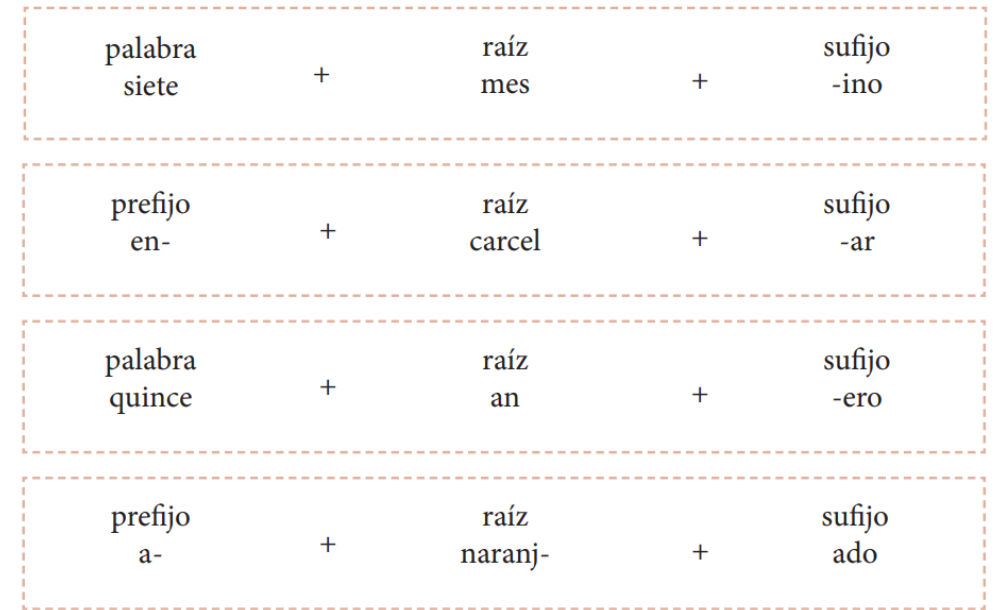 palabra + raíz + sufijo
siete mes -ino
prefijo + raíz + sufijo
en- carcel -ar
palabra + raíz + sufijo
quince an -ero
prefijo + raíz + sufijo
a- naranj- ado